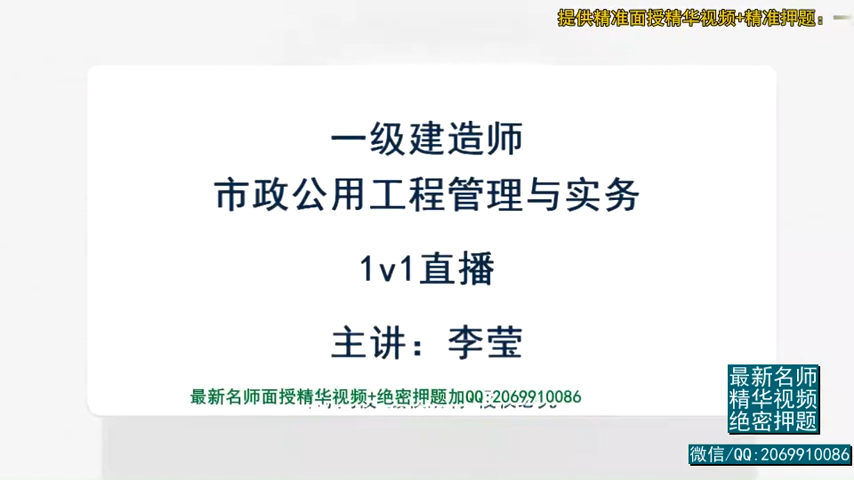 提供精准面授精华视频+精准押题：
一级建造师
市政公用工程管理与实务
1v1直播
主讲：李莹
最新名师面授精华视频+绝密押题加QQ:2069910086
最新名师
精华视频
绝密押题
微信/QQ:2069910086